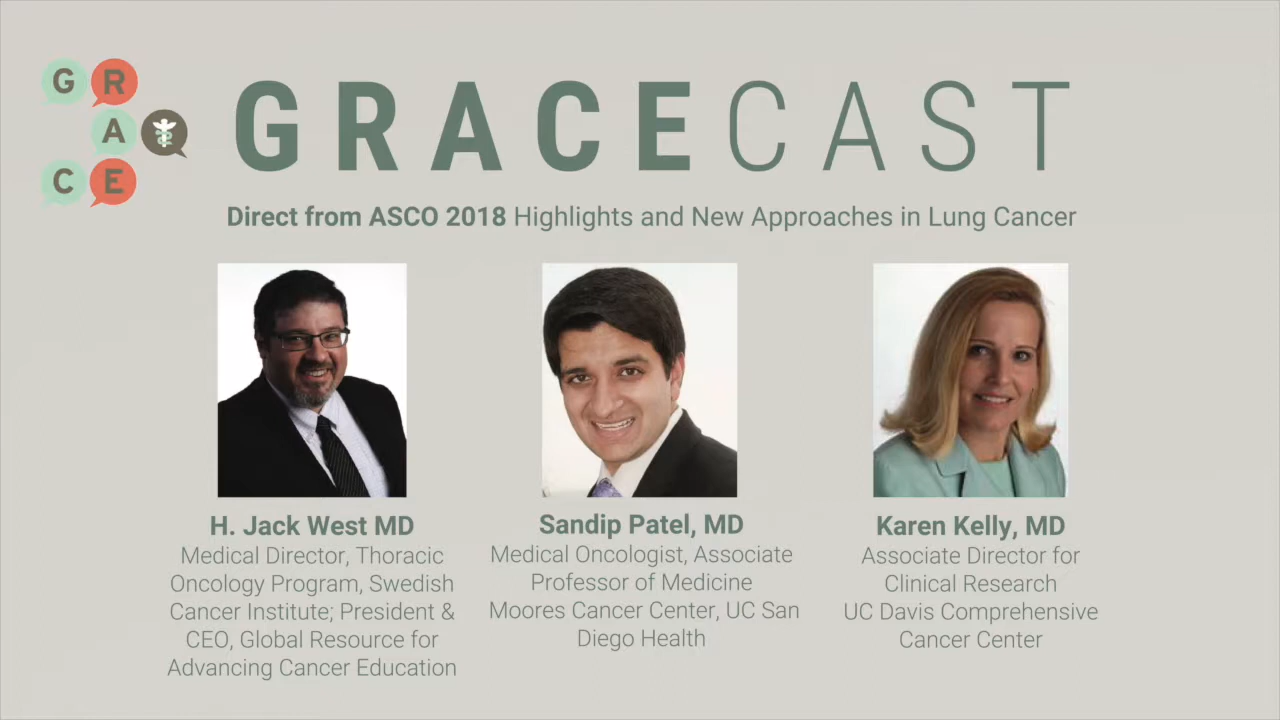 G R
A
C E
GRACECAST
Direct from ASCO 2018 Highlights and New Approaches in Lung Cancer
H. Jack West MD
Medical Director, Thoracic
Oncology Program, Swedish
Cancer Institute; President &
CEO, Global Resource for
Advancing Cancer Education
Sandip Patel, MD
Medical Oncologist, Associate
Professor of Medicine
Moores Cancer Center, UC San
Diego Health
Karen Kelly, MD
Associate Director for
Clinical Research
UC Davis Comprehensive
Cancer Center